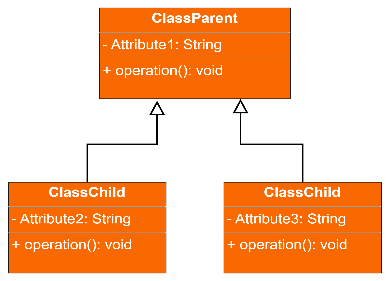 ClassParent
- Attribute1: String
+ operation(): void
ClassChild
- Attribute2: String
+ operation(): void
ClassChild
- Attribute3: String
+ operation(): void